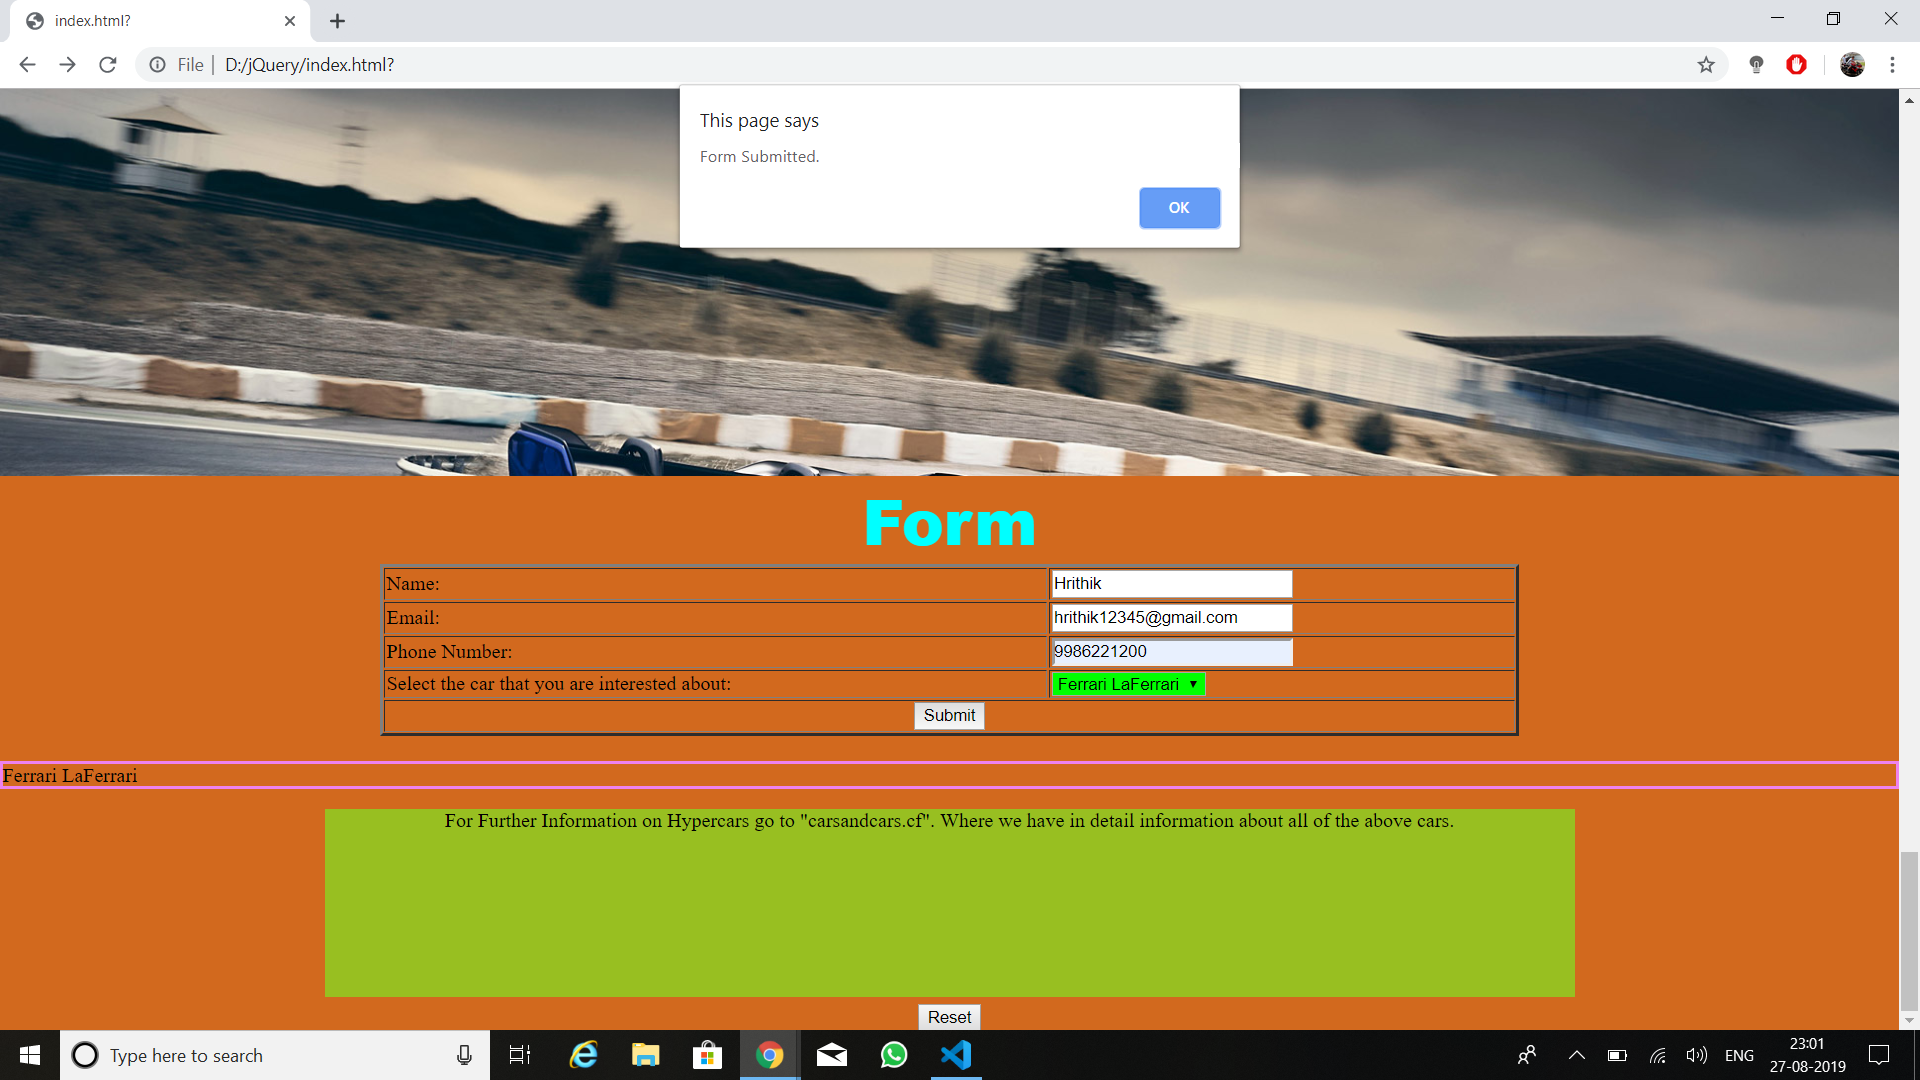 index.html?
File | D:/jQuery/index.html?
This page says
Form Submitted.
OK
Form
Name: Hrithik
Email: hrithik12345@gmail.com
Phone Number: 9986221200
Select the car that you are interested about: Ferrari LaFerrari
Submit
Ferrari LaFerrari
For Further Information on Hypercars go to "carsandcars.cf". Where we have in detail information about all of the above cars.
Reset
Type here to search
ENG
23:01
27-08-2019